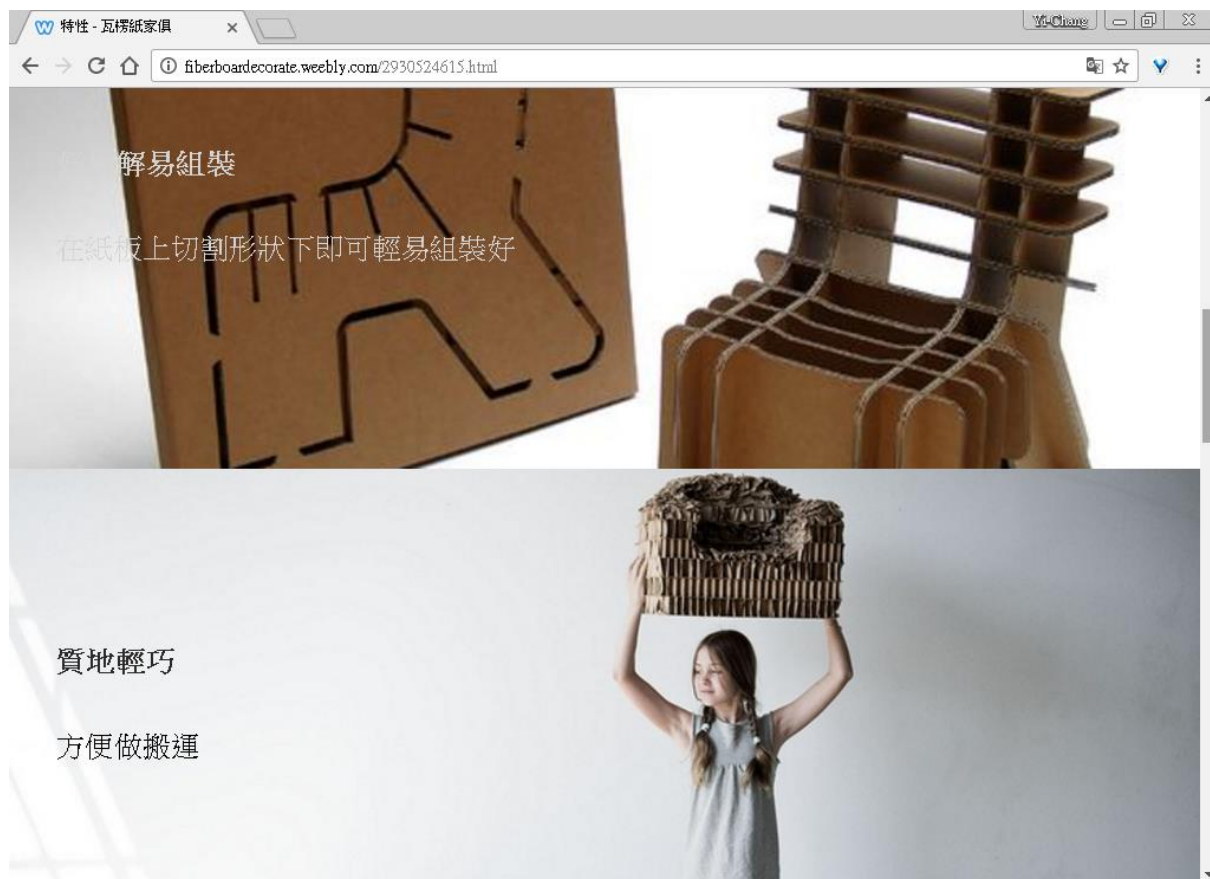 特性 - 瓦楞紙家俱
Yi-Chang
fiberboardecorate.weebly.com/2930524615.html
解易組裝
在紙板上切割形狀下即可輕易組裝好
質地輕巧
方便做搬運